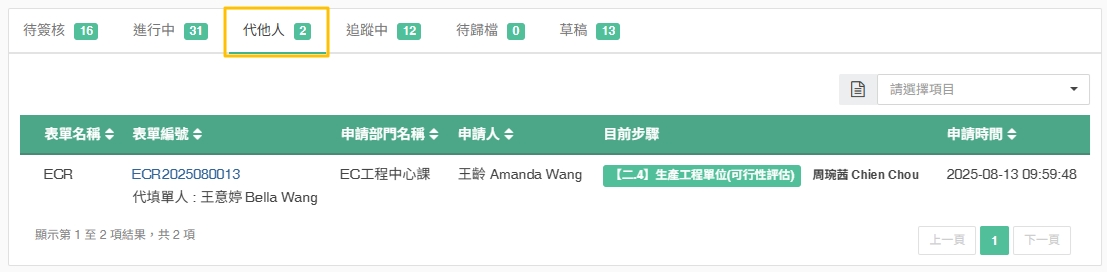 待簽核 16 進行中 31 代他人 2 追蹤中 12 待歸檔 0 草稿 13
請選擇項目
表單名稱 表單編號 申請部門名稱 申請人 目前步驟 申請時間
ECR ECR2025080013 EC工程中心課 王齡 Amanda Wang 【二.4】生產工程單位(可行性評估) 周琬茜 Chien Chou 2025-08-13 09:59:48
代填單人 : 王意婷 Bella Wang
顯示第 1 至 2 項結果，共 2 項
上一頁 1 下一頁